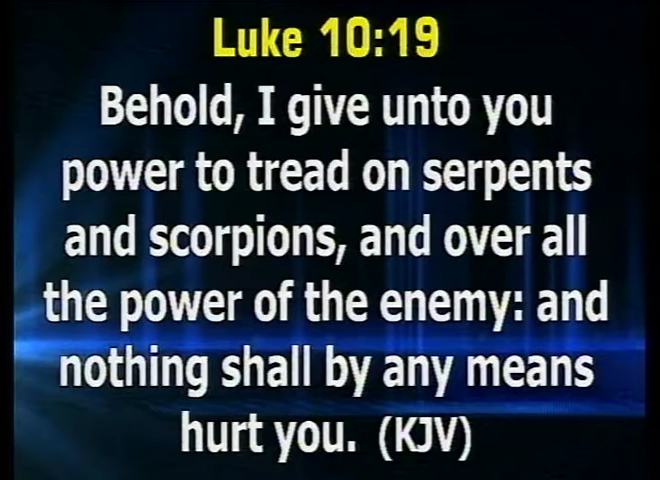 Luke 10:19
Behold, I give unto you
power to tread on serpents
and scorpions, and over all
the power of the enemy: and
nothing shall by any means
hurt you. (KJV)